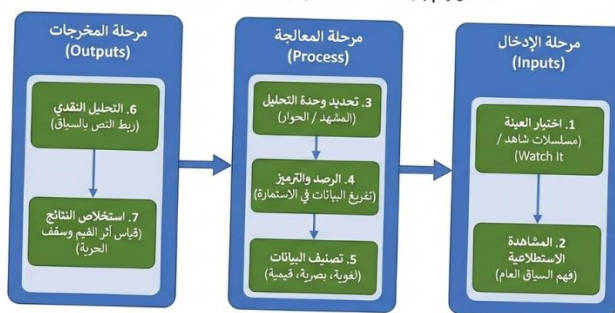 مرحلة الإدخال
(Inputs)
1. اختيار العينة
(مسلسلات شاهد /
Watch It)
2. المشاهدة
الاستطلاعية
(فهم السياق العام)
مرحلة المعالجة
(Process)
3. تحديد وحدة التحليل
(المشهد / الحوار)
4. الرصد والترميز
(تفريغ البيانات في الاستمارة)
5. تصنيف البيانات
(لغوية، بصرية، قيمية)
مرحلة المخرجات
(Outputs)
6. التحليل النقدي
(ربط النص بالسياق)
7. استخلاص النتائج
(قياس أثر القيم وسقف
الحرية)